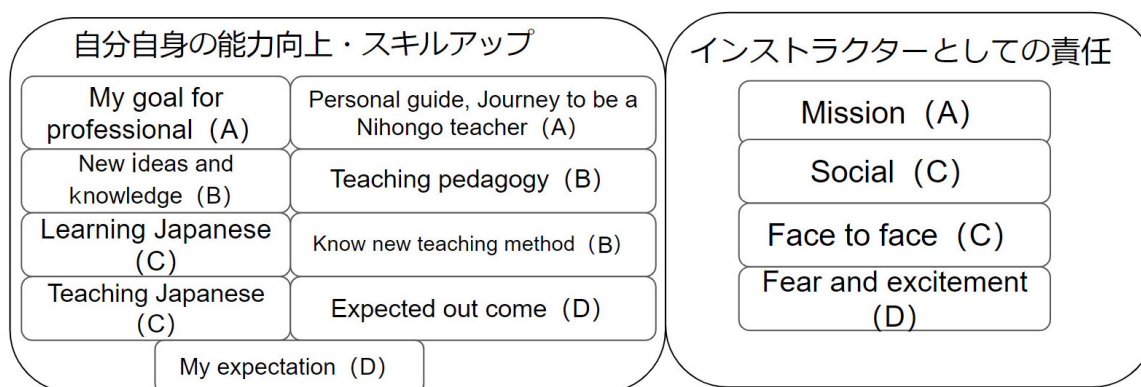 自分自身の能力向上・スキルアップ
My goal for
professional（A）
Personal guide, Journey to be a
Nihongo teacher（A）
New ideas and
knowledge（B）
Teaching pedagogy（B）
Learning Japanese
（C）
Know new teaching method（B）
Teaching Japanese
（C）
Expected out come（D）
My expectation（D）
インストラクターとしての責任
Mission（A）
Social（C）
Face to face（C）
Fear and excitement
（D）